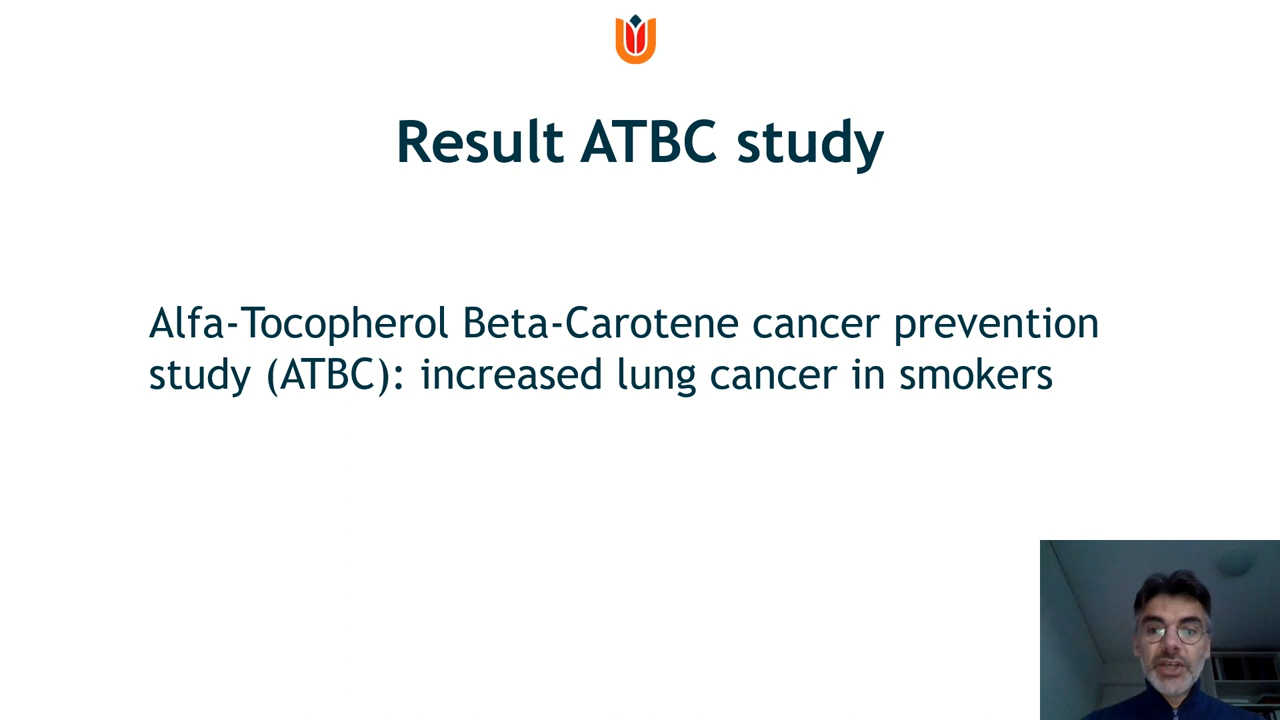 Result ATBC study
Alfa-Tocopherol Beta-Carotene cancer prevention
study (ATBC): increased lung cancer in smokers